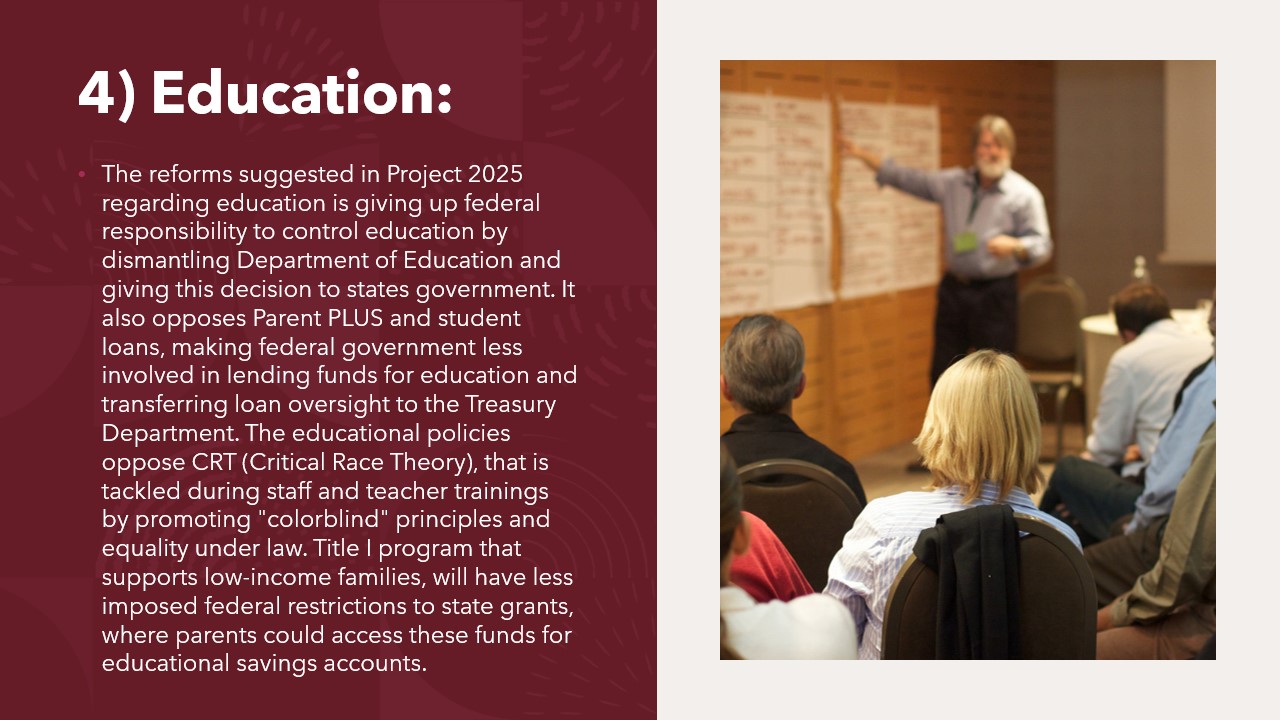 4) Education:
• The reforms suggested in Project 2025
regarding education is giving up federal
responsibility to control education by
dismantling Department of Education and
giving this decision to states government. It
also opposes Parent PLUS and student
loans, making federal government less
involved in lending funds for education and
transferring loan oversight to the Treasury
Department. The educational policies
oppose CRT (Critical Race Theory), that is
tackled during staff and teacher trainings
by promoting "colorblind" principles and
equality under law. Title I program that
supports low-income families, will have less
imposed federal restrictions to state grants,
where parents could access these funds for
educational savings accounts.